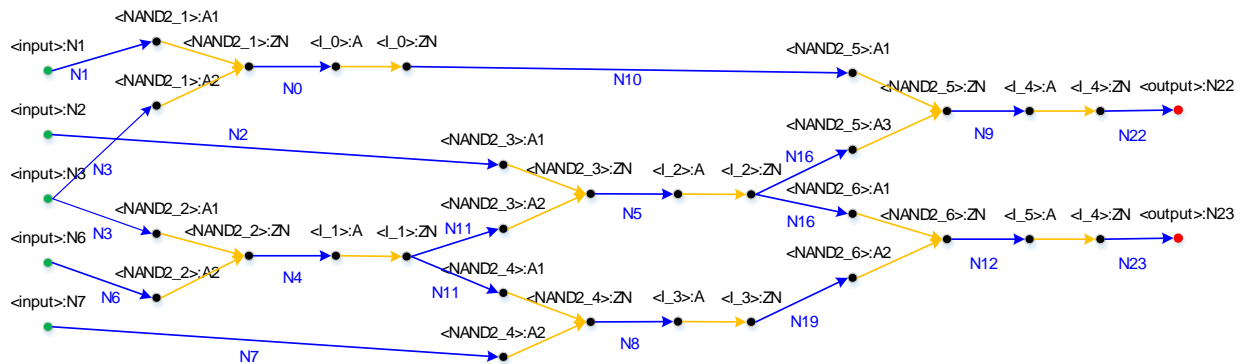 <NAND2_1>:A1
<input>:N1
<NAND2_1>:ZN
<I_0>:A
<I_0>:ZN
<NAND2_5>:A1
N1
<NAND2_1>:A2
N0
N10
<NAND2_5>:ZN
<I_4>:A
<I_4>:ZN
<output>:N22
<input>:N2
N2
<NAND2_3>:A1
<NAND2_5>:A3
N9
N22
<input>:N3
N3
<NAND2_3>:ZN
<I_2>:A
<I_2>:ZN
N16
<NAND2_2>:A1
<NAND2_3>:A2
N5
<NAND2_6>:A1
N16
N3
<NAND2_2>:ZN
<I_1>:A
<I_1>:ZN
N11
<NAND2_6>:ZN
<I_5>:A
<I_4>:ZN
<output>:N23
<input>:N6
<NAND2_2>:A2
N4
<NAND2_4>:A1
<NAND2_6>:A2
N12
N23
N6
N11
<NAND2_4>:ZN
<I_3>:A
<I_3>:ZN
<input>:N7
N7
<NAND2_4>:A2
N8
N19